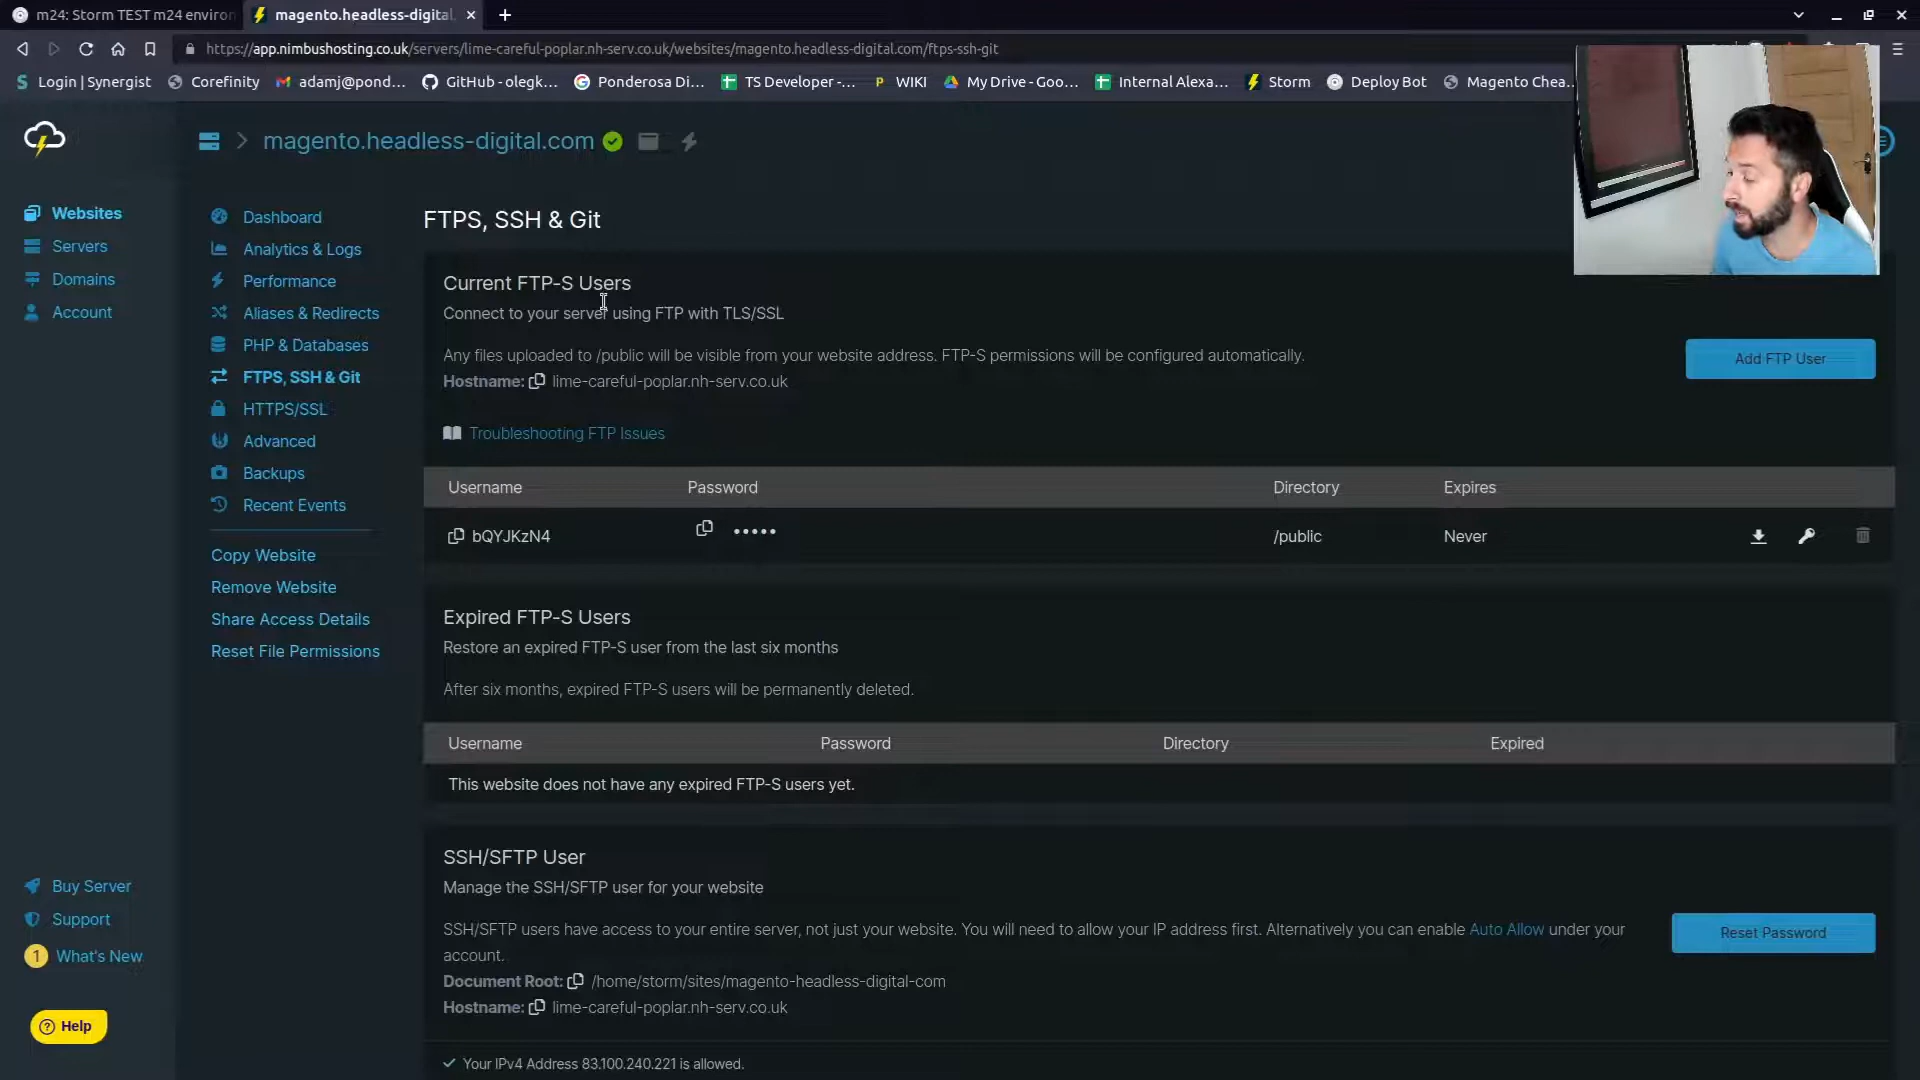 m24: Storm TEST m24 environ
magento.headless-digital.
https://app.nimbushosting.co.uk/servers/lime-careful-poplar.nh-serv.co.uk/websites/magento.headless-digital.com/ftps-ssh-git
Login | Synergist
Corefinity
adamj@pond...
GitHub - olegk...
Ponderosa Di...
TS Developer -...
WIKI
My Drive - Goo...
Internal Alexa...
Storm
Deploy Bot
Magento Chea...
magento.headless-digital.com
Websites
Servers
Domains
Account
Dashboard
Analytics & Logs
Performance
Aliases & Redirects
PHP & Databases
FTPS, SSH & Git
HTTPS/SSL
Advanced
Backups
Recent Events
Copy Website
Remove Website
Share Access Details
Reset File Permissions
FTPS, SSH & Git
Current FTP-S Users
Connect to your server using FTP with TLS/SSL
Any files uploaded to /public will be visible from your website address. FTP-S permissions will be configured automatically.
Hostname: lime-careful-poplar.nh-serv.co.uk
Add FTP User
Troubleshooting FTP Issues
Username Password Directory Expires
bQYJKzN4 ••••• /public Never
Expired FTP-S Users
Restore an expired FTP-S user from the last six months
After six months, expired FTP-S users will be permanently deleted.
Username Password Directory Expired
This website does not have any expired FTP-S users yet.
SSH/SFTP User
Manage the SSH/SFTP user for your website
SSH/SFTP users have access to your entire server, not just your website. You will need to allow your IP address first. Alternatively you can enable Auto Allow under your
account.
Document Root: /home/storm/sites/magento-headless-digital-com
Hostname: lime-careful-poplar.nh-serv.co.uk
Reset Password
Your IPv4 Address 83.100.240.221 is allowed.
Buy Server
Support
1 What's New
Help